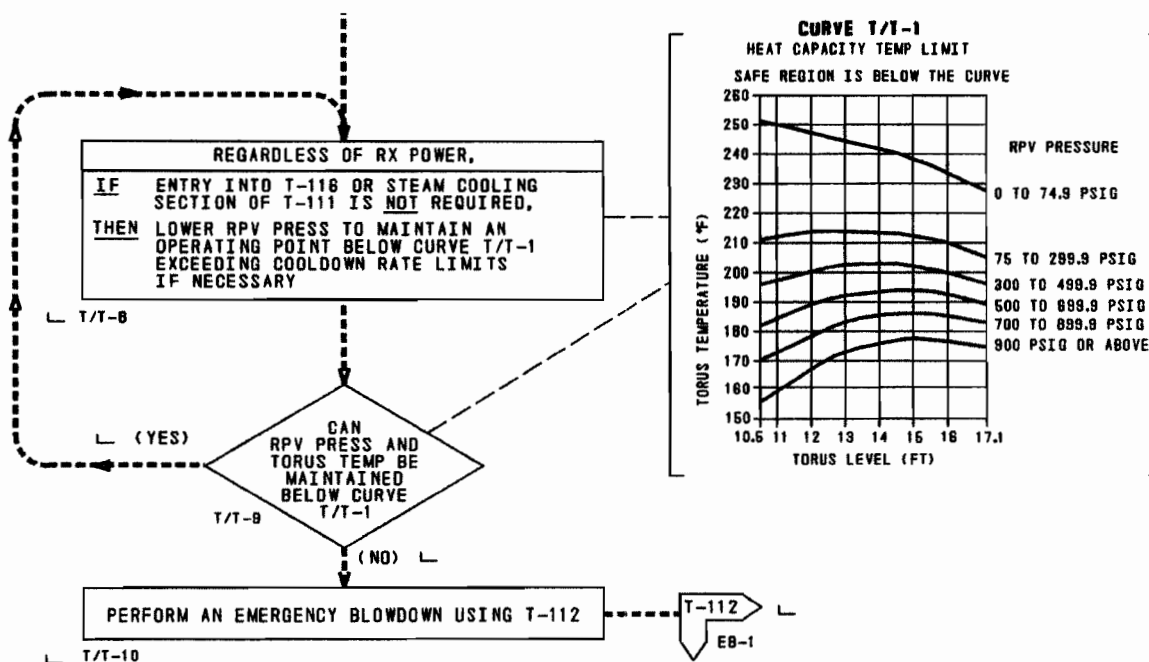 REGARDLESS OF RX POWER,
IF ENTRY INTO T-116 OR STEAM COOLING
SECTION OF T-111 IS NOT REQUIRED,
THEN LOWER RPV PRESS TO MAINTAIN AN
OPERATING POINT BELOW CURVE T/T-1
EXCEEDING COOLDOWN RATE LIMITS
IF NECESSARY
T/T-8
(YES)
CAN
RPV PRESS AND
TORUS TEMP BE
MAINTAINED
BELOW CURVE
T/T-1
T/T-9
(NO)
PERFORM AN EMERGENCY BLOWDOWN USING T-112
T/T-10
T-112
EB-1
CURVE T/T-1
HEAT CAPACITY TEMP LIMIT
SAFE REGION IS BELOW THE CURVE
260
250
240
230
220
210
200
190
180
170
160
150
TORUS TEMPERATURE (°F)
10.5 11 12 13 14 15 16 17.1
TORUS LEVEL (FT)
RPV PRESSURE
0 TO 74.9 PSIG
75 TO 299.9 PSIG
300 TO 499.9 PSIG
500 TO 699.9 PSIG
700 TO 899.9 PSIG
900 PSIG OR ABOVE